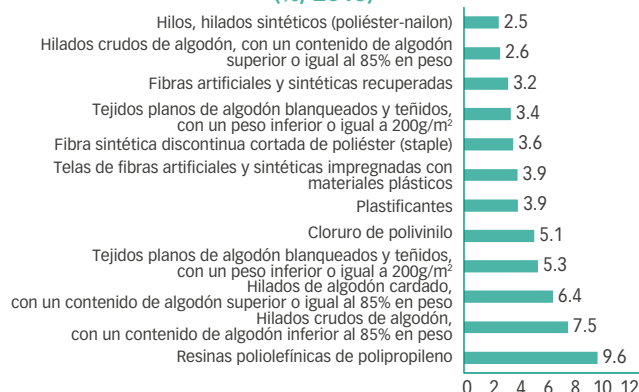 Hilos, hilados sintéticos (poliéster-nailon) 2.5
Hilados crudos de algodón, con un contenido de algodón
superior o igual al 85% en peso 2.6
Fibras artificiales y sintéticas recuperadas 3.2
Tejidos planos de algodón blanqueados y teñidos,
con un peso inferior o igual a 200g/m² 3.4
Fibra sintética discontinua cortada de poliéster (staple) 3.6
Telas de fibras artificiales y sintéticas impregnadas con
materiales plásticos 3.9
Plastificantes 3.9
Cloruro de polivinilo 5.1
Tejidos planos de algodón blanqueados y teñidos,
con un peso inferior o igual a 200g/m² 5.3
Hilados de algodón cardado,
con un contenido de algodón superior o igual al 85% en peso 6.4
Hilados crudos de algodón,
con un contenido de algodón inferior al 85% en peso 7.5
Resinas poliolefínicas de polipropileno 9.6
0 2 4 6 8 10 12